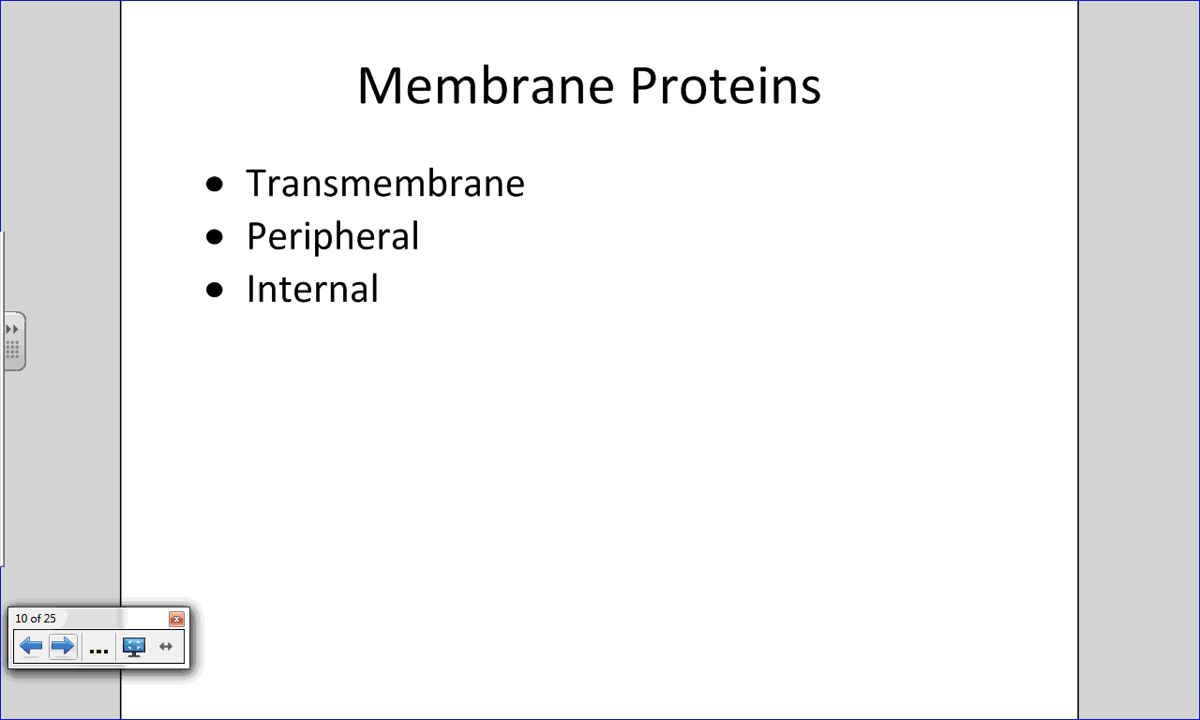 Membrane Proteins
● Transmembrane
● Peripheral
● Internal
10 of 25
...